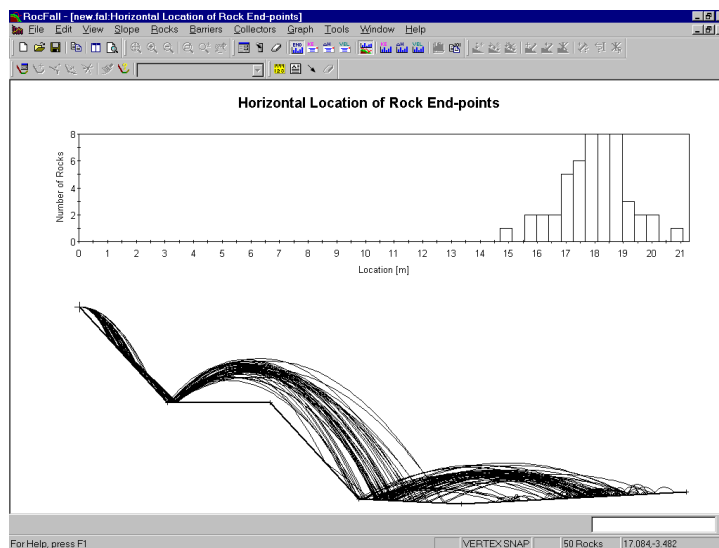 RocFall - [new.fal:Horizontal Location of Rock End-points]
File Edit View Slope Rocks Barriers Collectors Graph Tools Window Help
Horizontal Location of Rock End-points
Number of Rocks
8
6
4
2
0
0 1 2 3 4 5 6 7 8 9 10 11 12 13 14 15 16 17 18 19 20 21
Location [m]
For Help, press F1 VERTEX SNAP 50 Rocks 17.084,-3.482